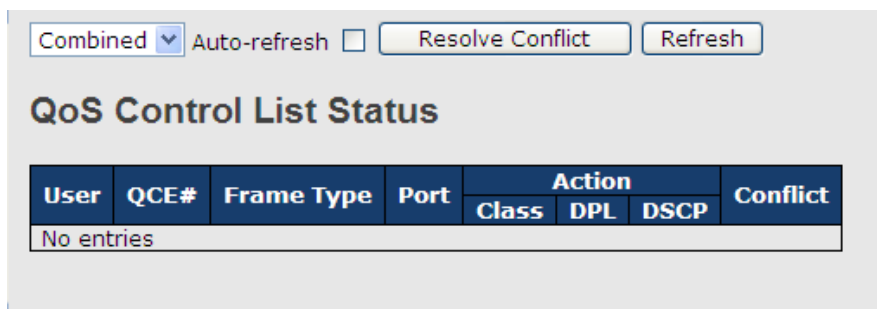 Combined Auto-refresh Resolve Conflict Refresh
QoS Control List Status
User QCE# Frame Type Port Action Conflict
Class DPL DSCP
No entries